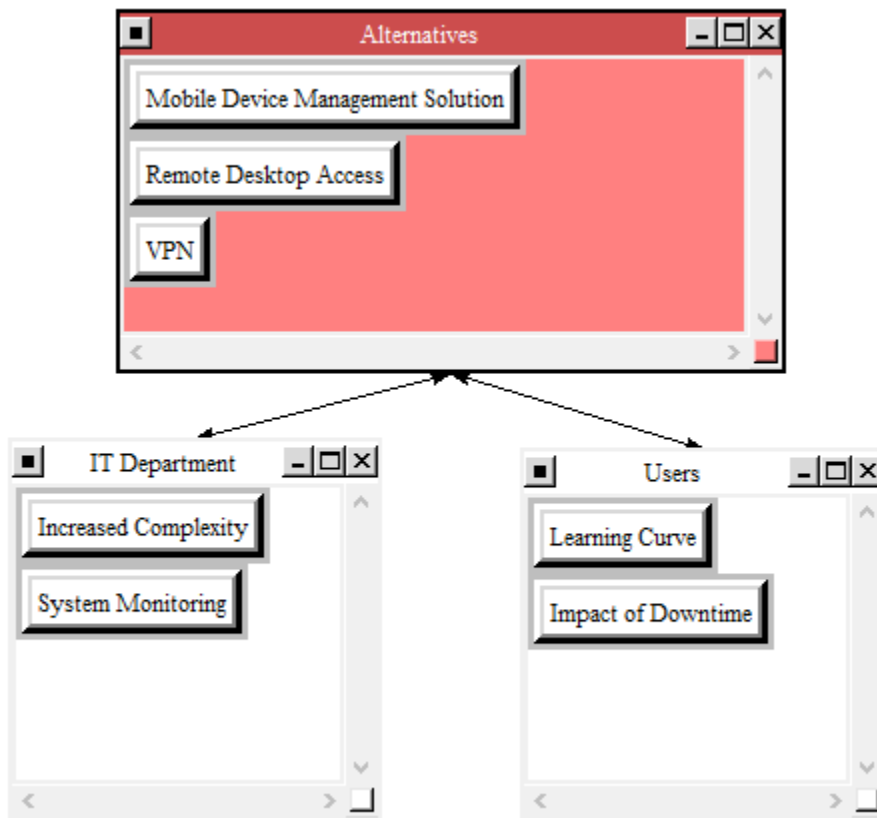 Alternatives
Mobile Device Management Solution
Remote Desktop Access
VPN
IT Department
Increased Complexity
System Monitoring
Users
Learning Curve
Impact of Downtime